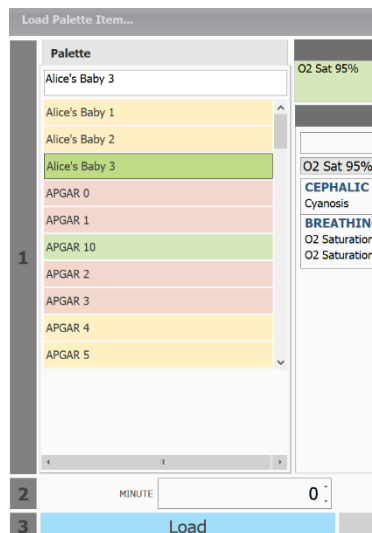 Load Palette Item...
1
Palette
Alice's Baby 3
Alice's Baby 1
Alice's Baby 2
Alice's Baby 3
APGAR 0
APGAR 1
APGAR 10
APGAR 2
APGAR 3
APGAR 4
APGAR 5
O2 Sat 95%
O2 Sat 95%
CEPHALIC
Cyanosis
BREATHING
O2 Saturation
O2 Saturation
2
MINUTE
0
3
Load